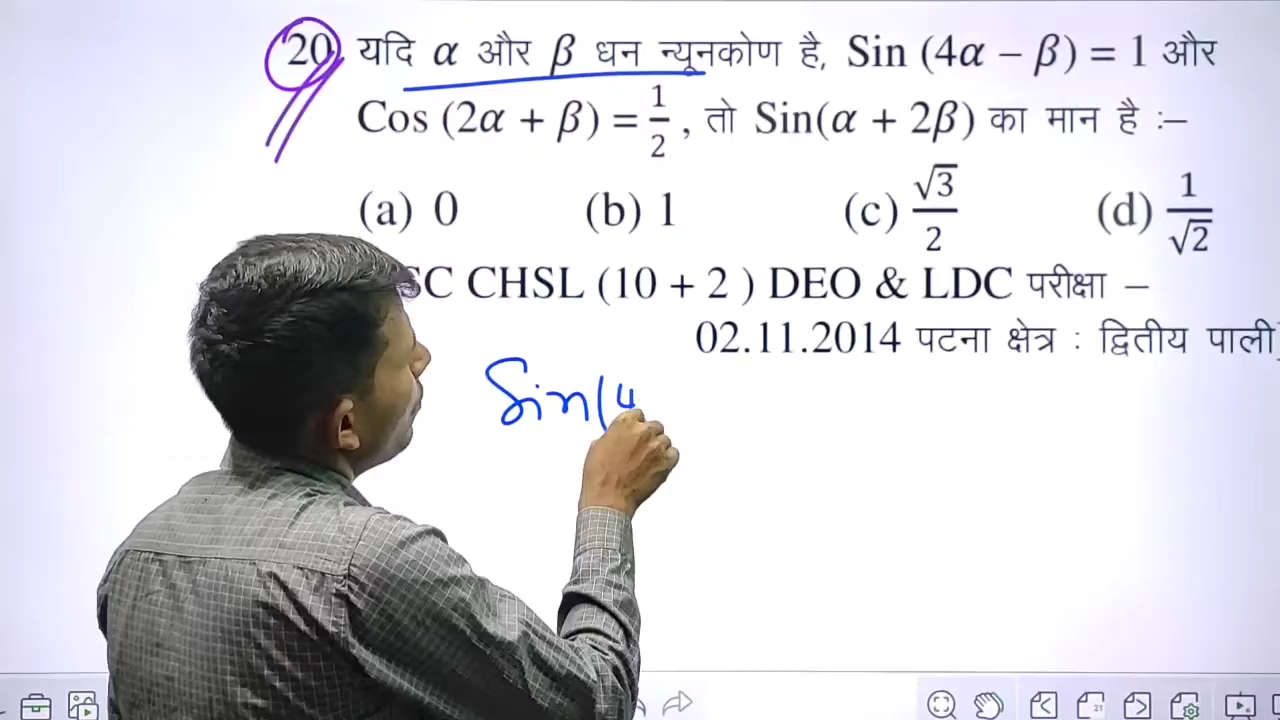 20 यदि α और β धन न्यूनकोण है, Sin (4α – β) = 1 और
Cos (2α + β) = 1/2 , तो Sin(α + 2β) का मान है :–
(a) 0 (b) 1 (c) √3/2 (d) 1/√2
SC CHSL (10 + 2 ) DEO & LDC परीक्षा –
02.11.2014 पटना क्षेत्र : द्वितीय पाली
Sin(4